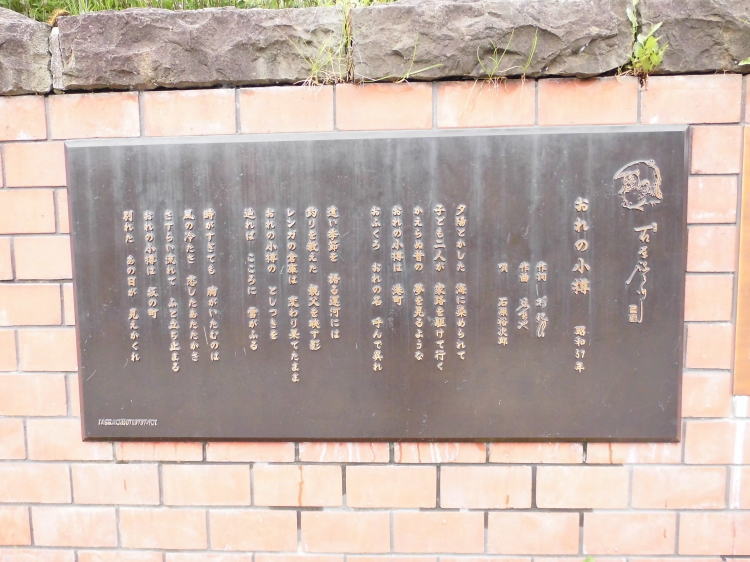 おれの小樽 昭和
作詞
作曲
唄 石原裕次郎
夕陽とかした 海に染められて
子ども二人が 坂路を駆けて行く
かえらぬ昔の 夢を見るような
おれの小樽は 港町
おふくろ おれの名 呼んで呉れ
遠い季節を 語る運河には
釣りを教えた 親父を映す影
レンガの倉庫は 変わり果てたまま
おれの小樽の としつきを
辿れば こころに 雪がふる
時がすぎても 胸がいたむのは
風の冷たさ 恋したあたたかさ
さすらい流れて ふと立ち止まる
おれの小樽は 坂の町
別れた あの日が 見えかくれ